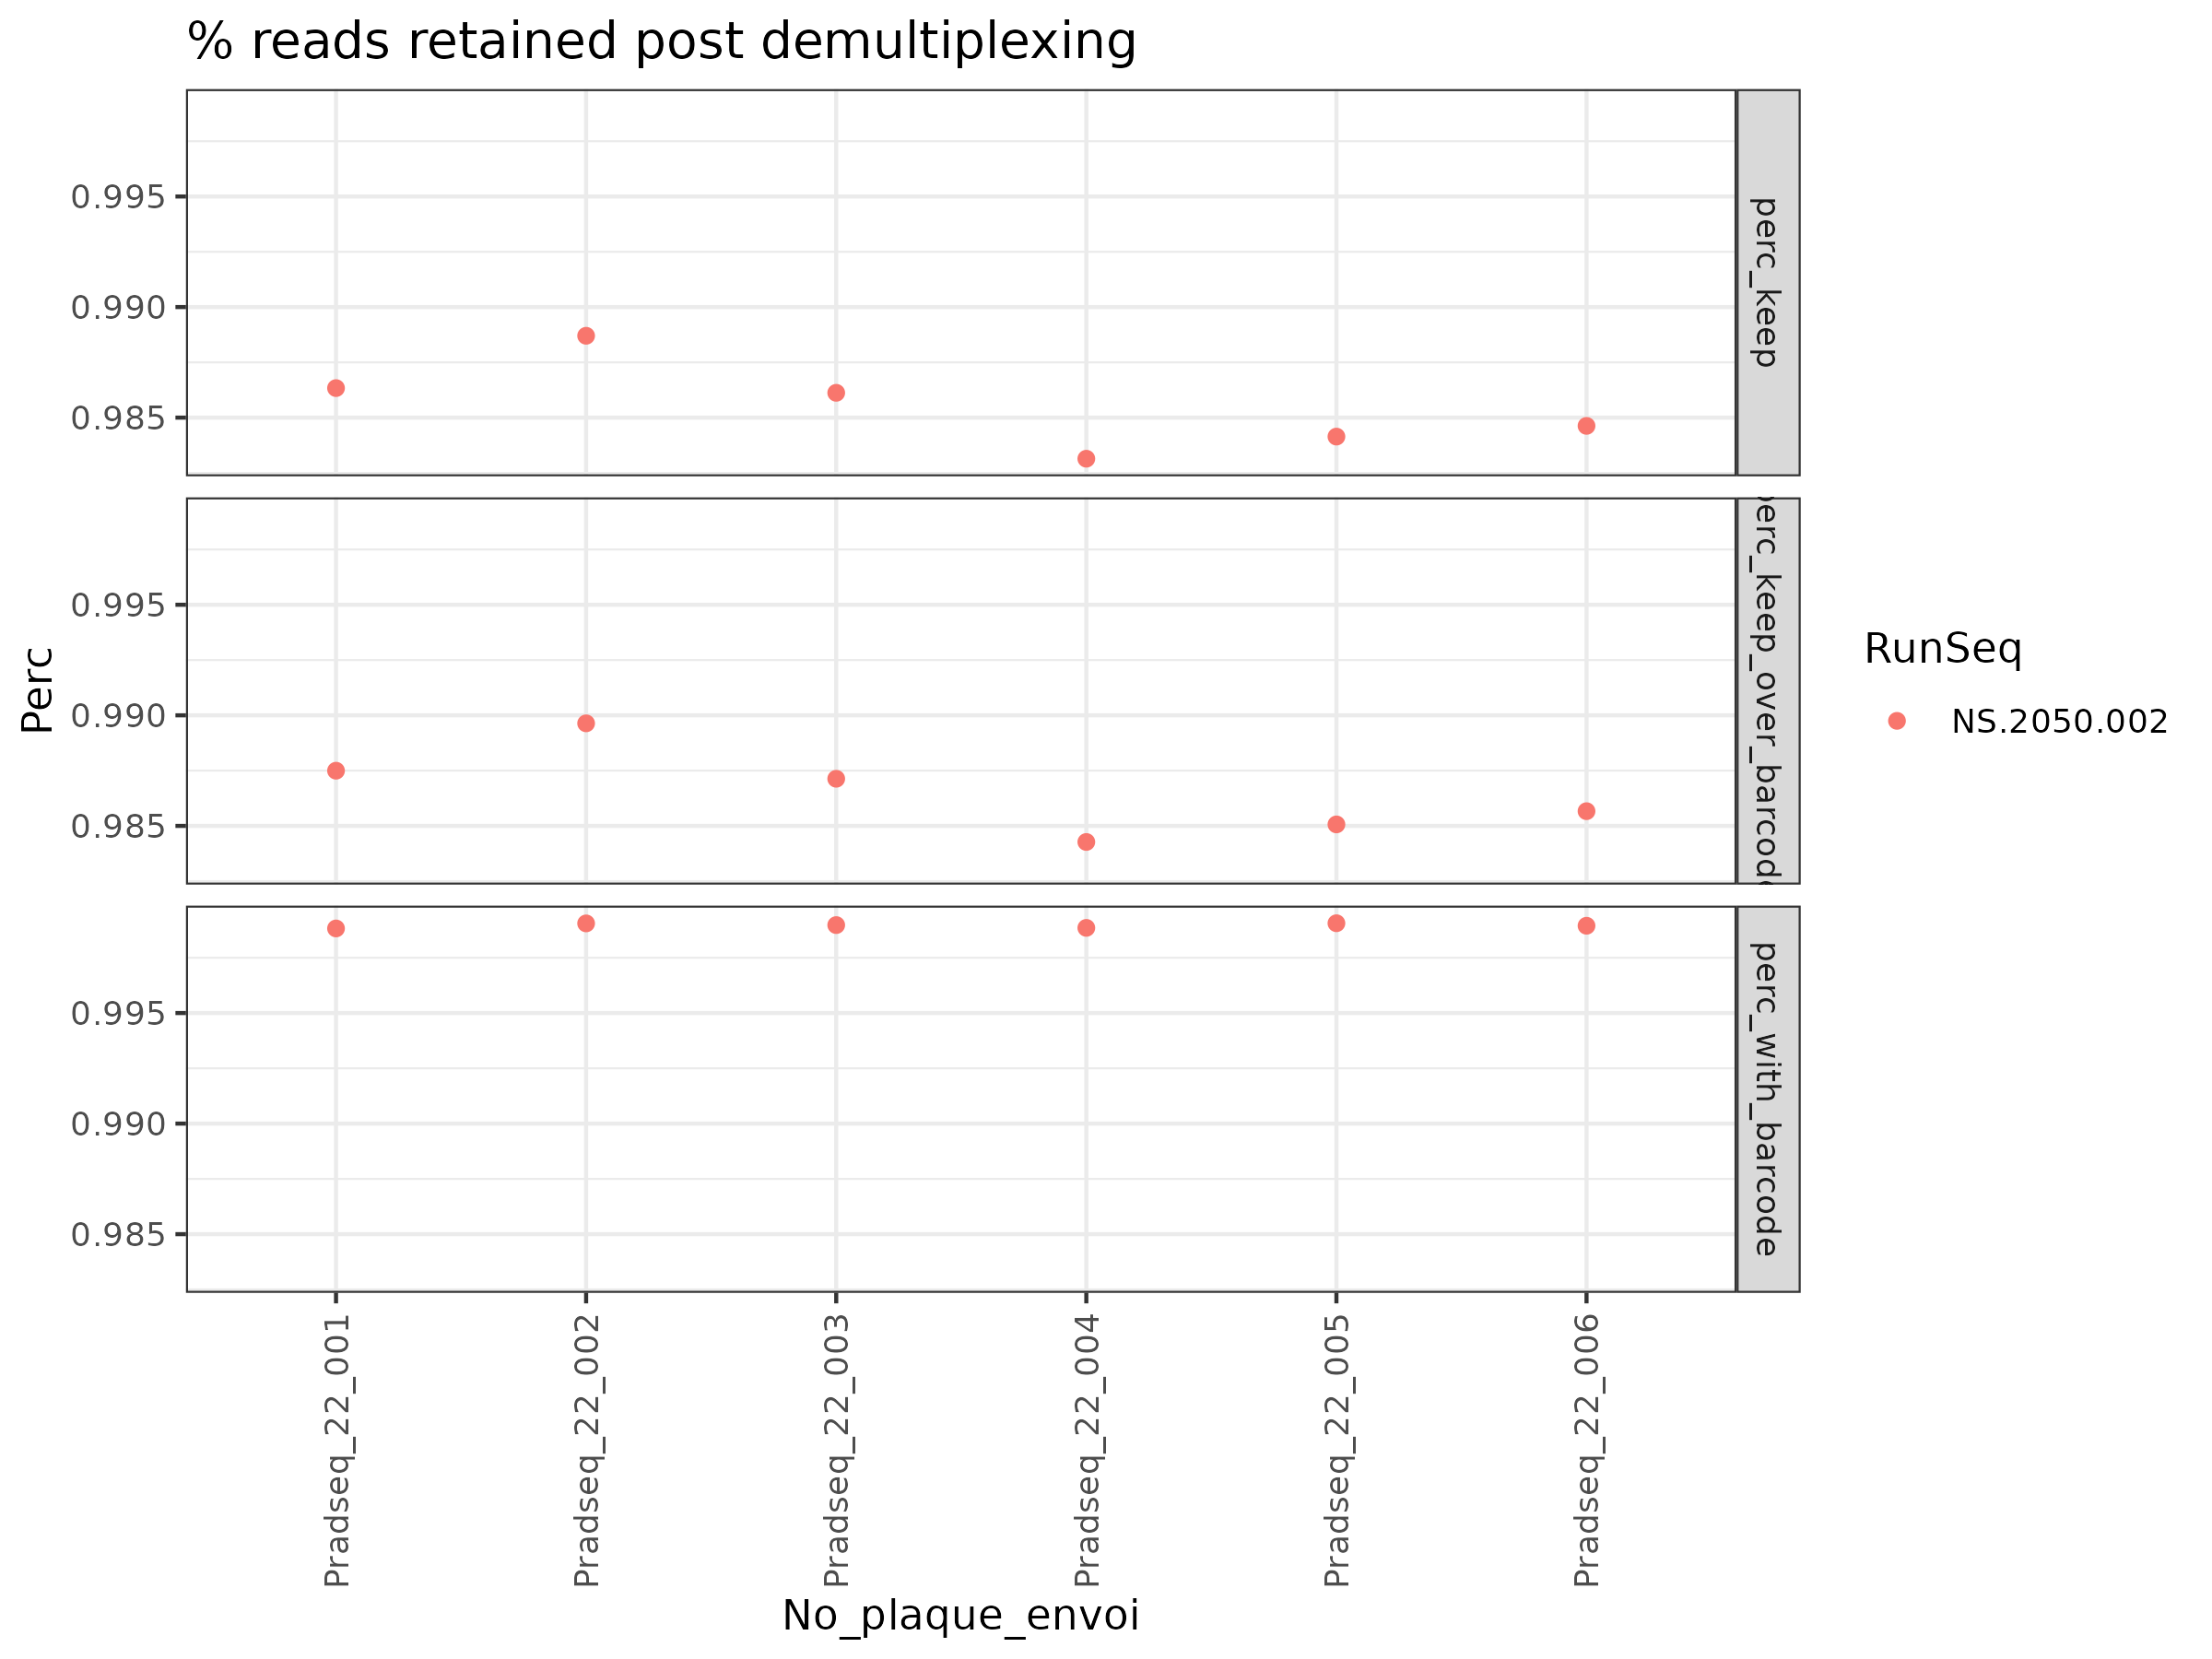 % reads retained post demultiplexing
0.995
0.990
0.985
perc_keep
0.995
0.990
0.985
perc_keep_over_barcode
0.995
0.990
0.985
perc_with_barcode
Perc
Pradseq_22_001
Pradseq_22_002
Pradseq_22_003
Pradseq_22_004
Pradseq_22_005
Pradseq_22_006
No_plaque_envoi
RunSeq
NS.2050.002